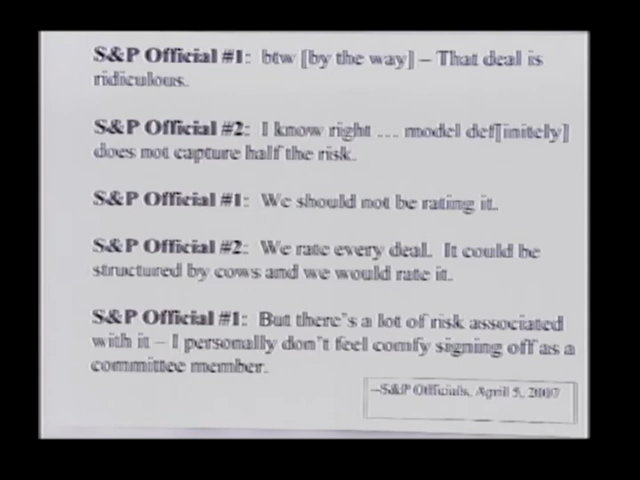 S&P Official #1: btw [by the way] – That deal is
ridiculous.
S&P Official #2: I know right … model def[initely]
does not capture half the risk.
S&P Official #1: We should not be rating it.
S&P Official #2: We rate every deal. It could be
structured by cows and we would rate it.
S&P Official #1: But there's a lot of risk associated
with it – I personally don't feel comfy signing off as a
committee member.
–S&P Officials, April 5, 2007